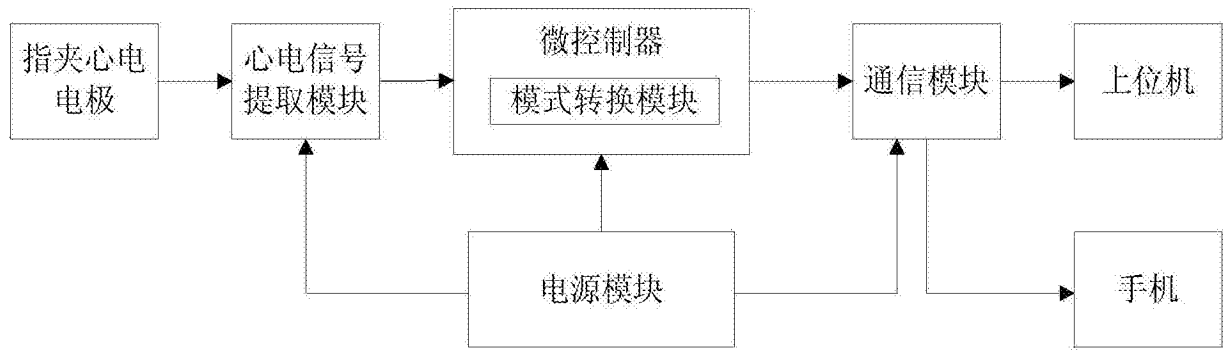 指夹心电
电极
心电信号
提取模块
微控制器
模式转换模块
通信模块
上位机
电源模块
手机